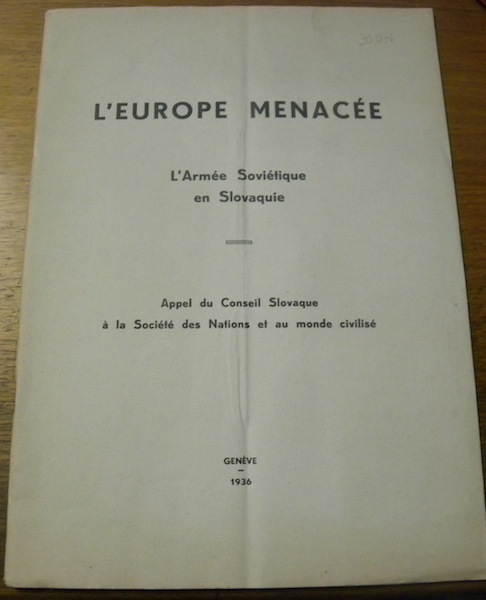 L'EUROPE MENACÉE
L'Armée Soviétique
en Slovaquie
Appel du Conseil Slovaque
à la Société des Nations et au monde civilisé
GENÈVE
1936